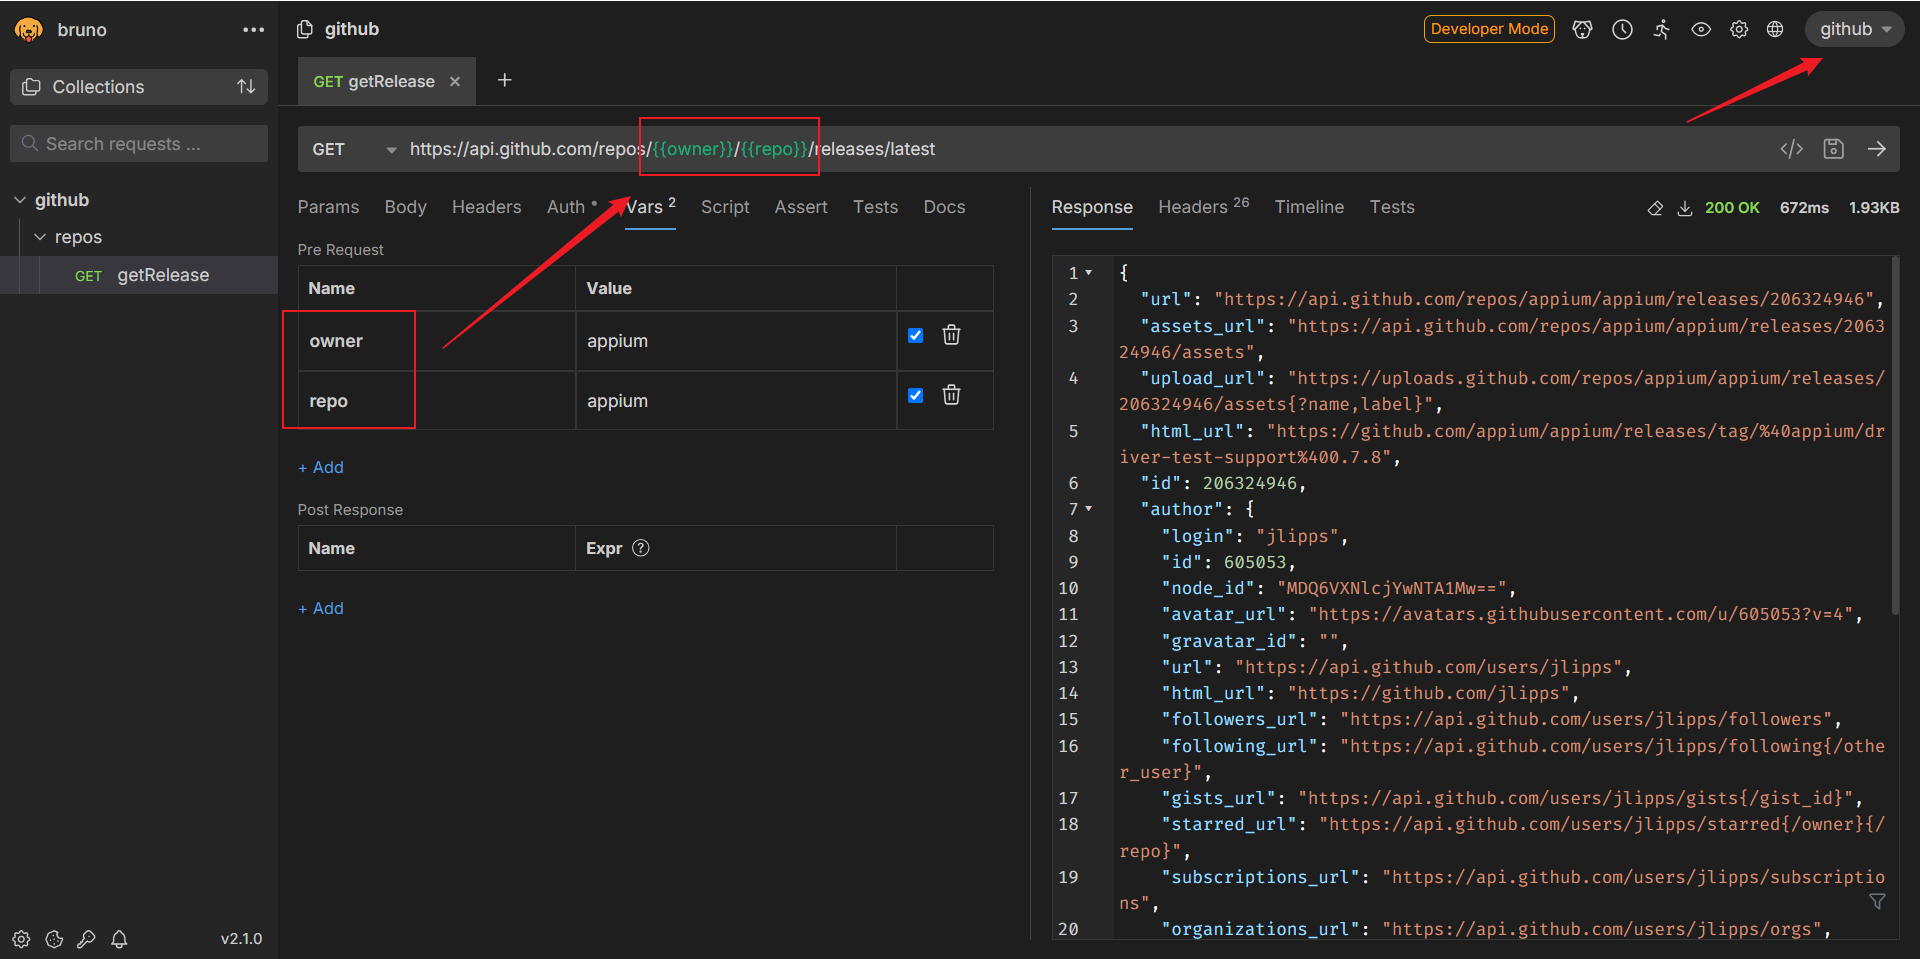 bruno
github
Developer Mode
github
Collections
GET getRelease
Search requests ...
GET
https://api.github.com/repos/{{owner}}/{{repo}}/releases/latest
github
repos
GET getRelease
Params Body Headers Auth Vars 2 Script Assert Tests Docs
Pre Request
Name Value
owner appium
repo appium
+ Add
Post Response
Name Expr ?
+ Add
Response Headers 26 Timeline Tests
200 OK 672ms 1.93KB
1 {
2 "url": "https://api.github.com/repos/appium/appium/releases/206324946",
3 "assets_url": "https://api.github.com/repos/appium/appium/releases/2063
24946/assets",
4 "upload_url": "https://uploads.github.com/repos/appium/appium/releases/
206324946/assets{?name,label}",
5 "html_url": "https://github.com/appium/appium/releases/tag/%40appium/dr
iver-test-support%400.7.8",
6 "id": 206324946,
7 "author": {
8 "login": "jlipps",
9 "id": 605053,
10 "node_id": "MDQ6VXNlcjYwNTA1Mw==",
11 "avatar_url": "https://avatars.githubusercontent.com/u/605053?v=4",
12 "gravatar_id": "",
13 "url": "https://api.github.com/users/jlipps",
14 "html_url": "https://github.com/jlipps",
15 "followers_url": "https://api.github.com/users/jlipps/followers",
16 "following_url": "https://api.github.com/users/jlipps/following{/othe
r_user}",
17 "gists_url": "https://api.github.com/users/jlipps/gists{/gist_id}",
18 "starred_url": "https://api.github.com/users/jlipps/starred{/owner}{/
repo}",
19 "subscriptions_url": "https://api.github.com/users/jlipps/subscriptio
ns",
20 "organizations_url": "https://api.github.com/users/jlipps/orgs",
v2.1.0